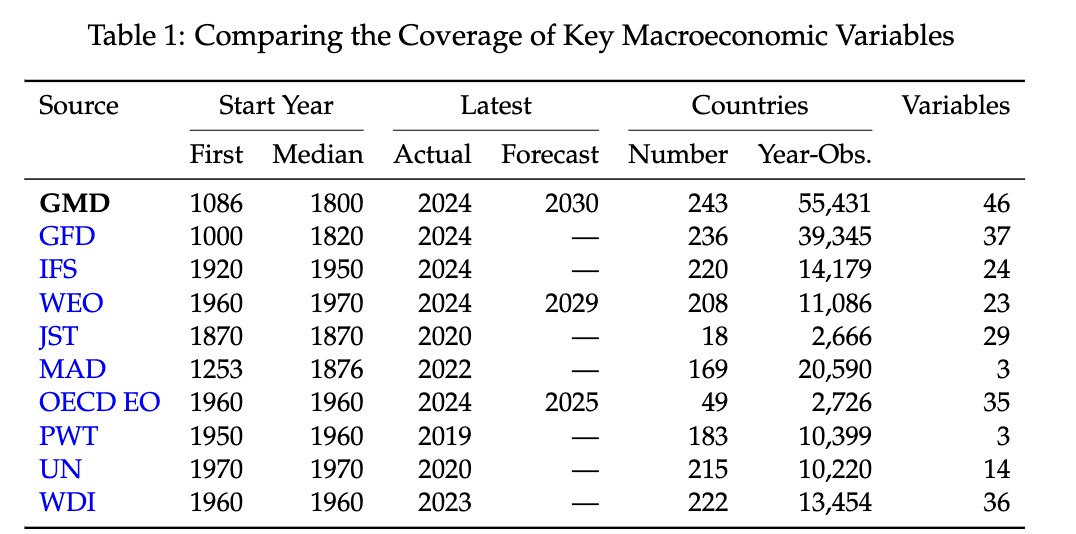 Table 1: Comparing the Coverage of Key Macroeconomic Variables
Source Start Year Latest Countries Variables
First Median Actual Forecast Number Year-Obs.
GMD 1086 1800 2024 2030 243 55,431 46
GFD 1000 1820 2024 — 236 39,345 37
IFS 1920 1950 2024 — 220 14,179 24
WEO 1960 1970 2024 2029 208 11,086 23
JST 1870 1870 2020 — 18 2,666 29
MAD 1253 1876 2022 — 169 20,590 3
OECD EO 1960 1960 2024 2025 49 2,726 35
PWT 1950 1960 2019 — 183 10,399 3
UN 1970 1970 2020 — 215 10,220 14
WDI 1960 1960 2023 — 222 13,454 36